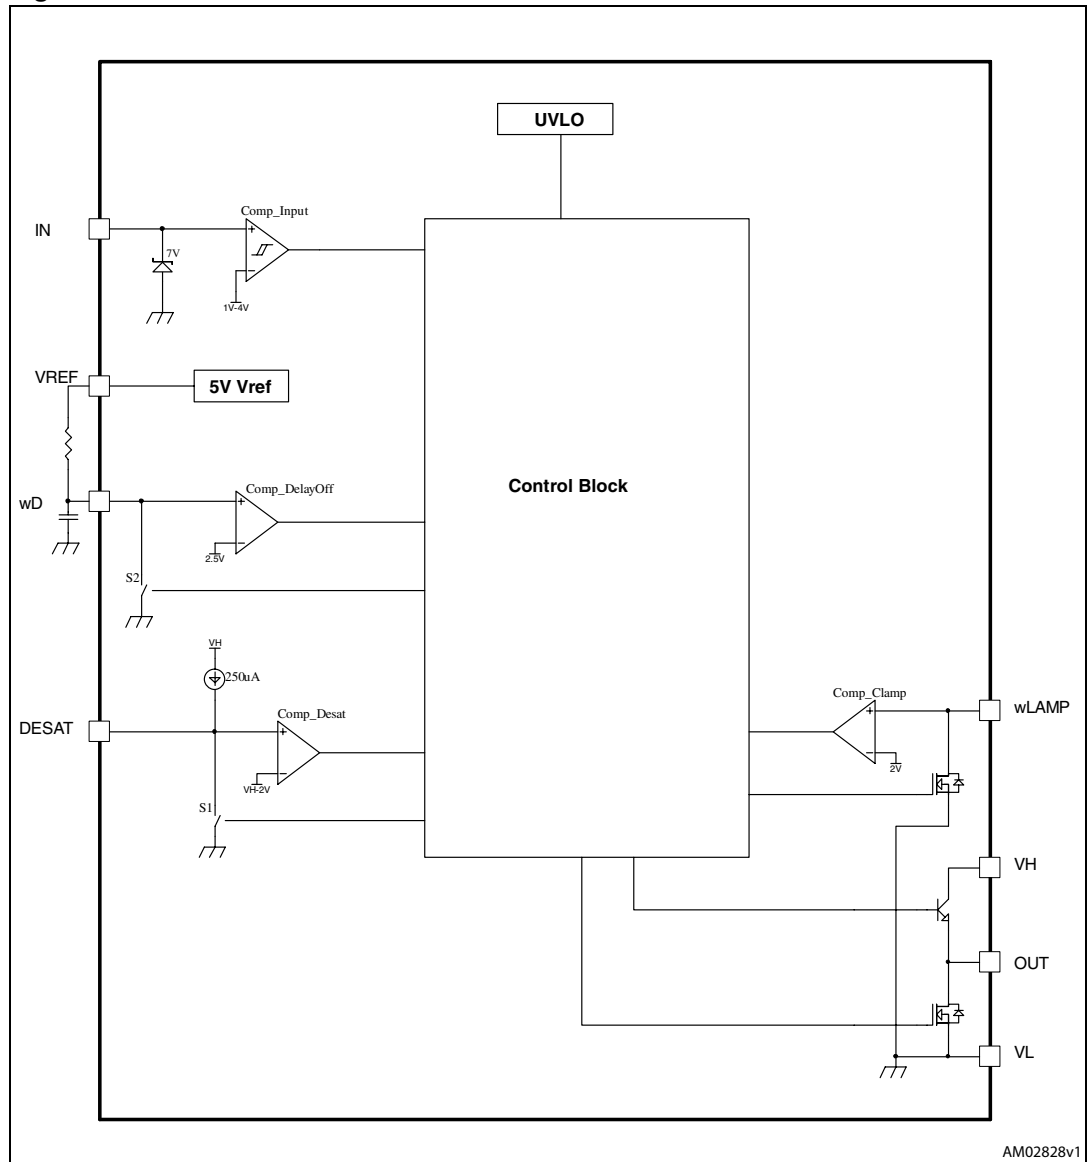 UVLO
Comp_Input
IN
+
7V
−
1V-4V
VREF
5V Vref
Control Block
Comp_DelayOff
wD
+
−
2.5V
S2
VH
250uA
Comp_Desat
Comp_Clamp
DESAT
+
+
wLAMP
−
−
VH-2V
2V
S1
VH
OUT
VL
AM02828v1